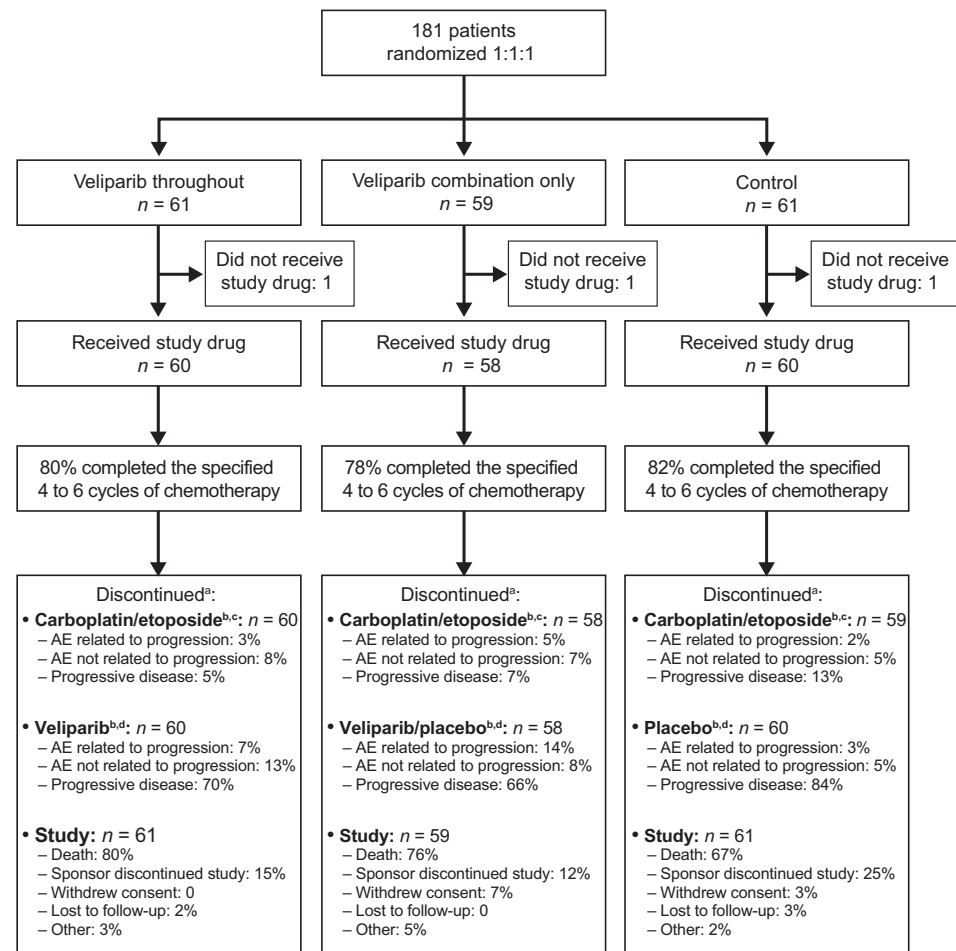 181 patients
randomized 1:1:1
Veliparib throughout
n = 61
Veliparib combination only
n = 59
Control
n = 61
Did not receive
study drug: 1
Did not receive
study drug: 1
Did not receive
study drug: 1
Received study drug
n = 60
Received study drug
n = 58
Received study drug
n = 60
80% completed the specified
4 to 6 cycles of chemotherapy
78% completed the specified
4 to 6 cycles of chemotherapy
82% completed the specified
4 to 6 cycles of chemotherapy
Discontinuedᵃ:
• Carboplatin/etoposideᵇ,ᶜ: n = 60
– AE related to progression: 3%
– AE not related to progression: 8%
– Progressive disease: 5%
• Veliparibᵇ,ᵈ: n = 60
– AE related to progression: 7%
– AE not related to progression: 13%
– Progressive disease: 70%
• Study: n = 61
– Death: 80%
– Sponsor discontinued study: 15%
– Withdrew consent: 0
– Lost to follow-up: 2%
– Other: 3%
Discontinuedᵃ:
• Carboplatin/etoposideᵇ,ᶜ: n = 58
– AE related to progression: 5%
– AE not related to progression: 7%
– Progressive disease: 7%
• Veliparib/placeboᵇ,ᵈ: n = 58
– AE related to progression: 14%
– AE not related to progression: 8%
– Progressive disease: 66%
• Study: n = 59
– Death: 76%
– Sponsor discontinued study: 12%
– Withdrew consent: 7%
– Lost to follow-up: 0
– Other: 5%
Discontinuedᵃ:
• Carboplatin/etoposideᵇ,ᶜ: n = 59
– AE related to progression: 2%
– AE not related to progression: 5%
– Progressive disease: 13%
• Placeboᵇ,ᵈ: n = 60
– AE related to progression: 3%
– AE not related to progression: 5%
– Progressive disease: 84%
• Study: n = 61
– Death: 67%
– Sponsor discontinued study: 25%
– Withdrew consent: 3%
– Lost to follow-up: 3%
– Other: 2%